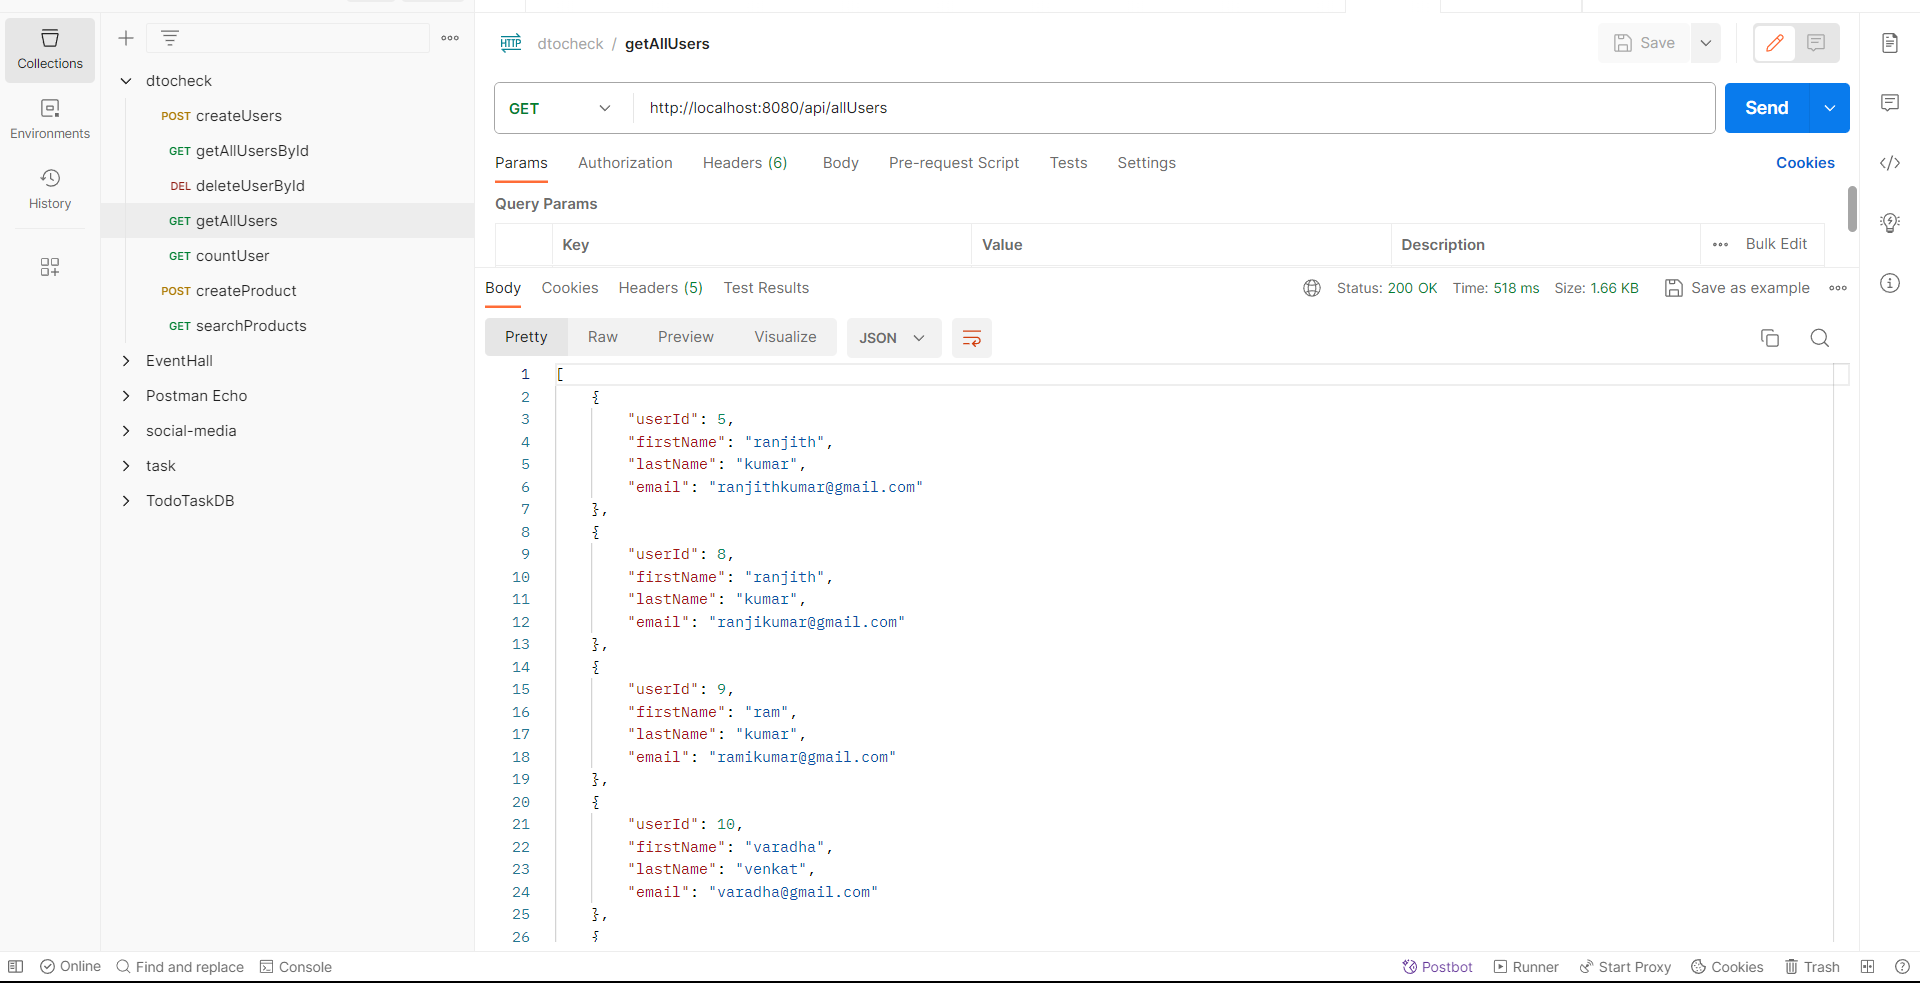 Collections
Environments
History
dtocheck
POST createUsers
GET getAllUsersById
DEL deleteUserById
GET getAllUsers
GET countUser
POST createProduct
GET searchProducts
EventHall
Postman Echo
social-media
task
TodoTaskDB
HTTP dtocheck / getAllUsers
Save
GET http://localhost:8080/api/allUsers
Send
Params Authorization Headers (6) Body Pre-request Script Tests Settings Cookies
Query Params
Key Value Description Bulk Edit
Body Cookies Headers (5) Test Results Status: 200 OK Time: 518 ms Size: 1.66 KB Save as example
Pretty Raw Preview Visualize JSON
1 [
2 {
3 "userId": 5,
4 "firstName": "ranjith",
5 "lastName": "kumar",
6 "email": "ranjithkumar@gmail.com"
7 },
8 {
9 "userId": 8,
10 "firstName": "ranjith",
11 "lastName": "kumar",
12 "email": "ranjikumar@gmail.com"
13 },
14 {
15 "userId": 9,
16 "firstName": "ram",
17 "lastName": "kumar",
18 "email": "ramikumar@gmail.com"
19 },
20 {
21 "userId": 10,
22 "firstName": "varadha",
23 "lastName": "venkat",
24 "email": "varadha@gmail.com"
25 },
26 {
Online Find and replace Console Postbot Runner Start Proxy Cookies Trash